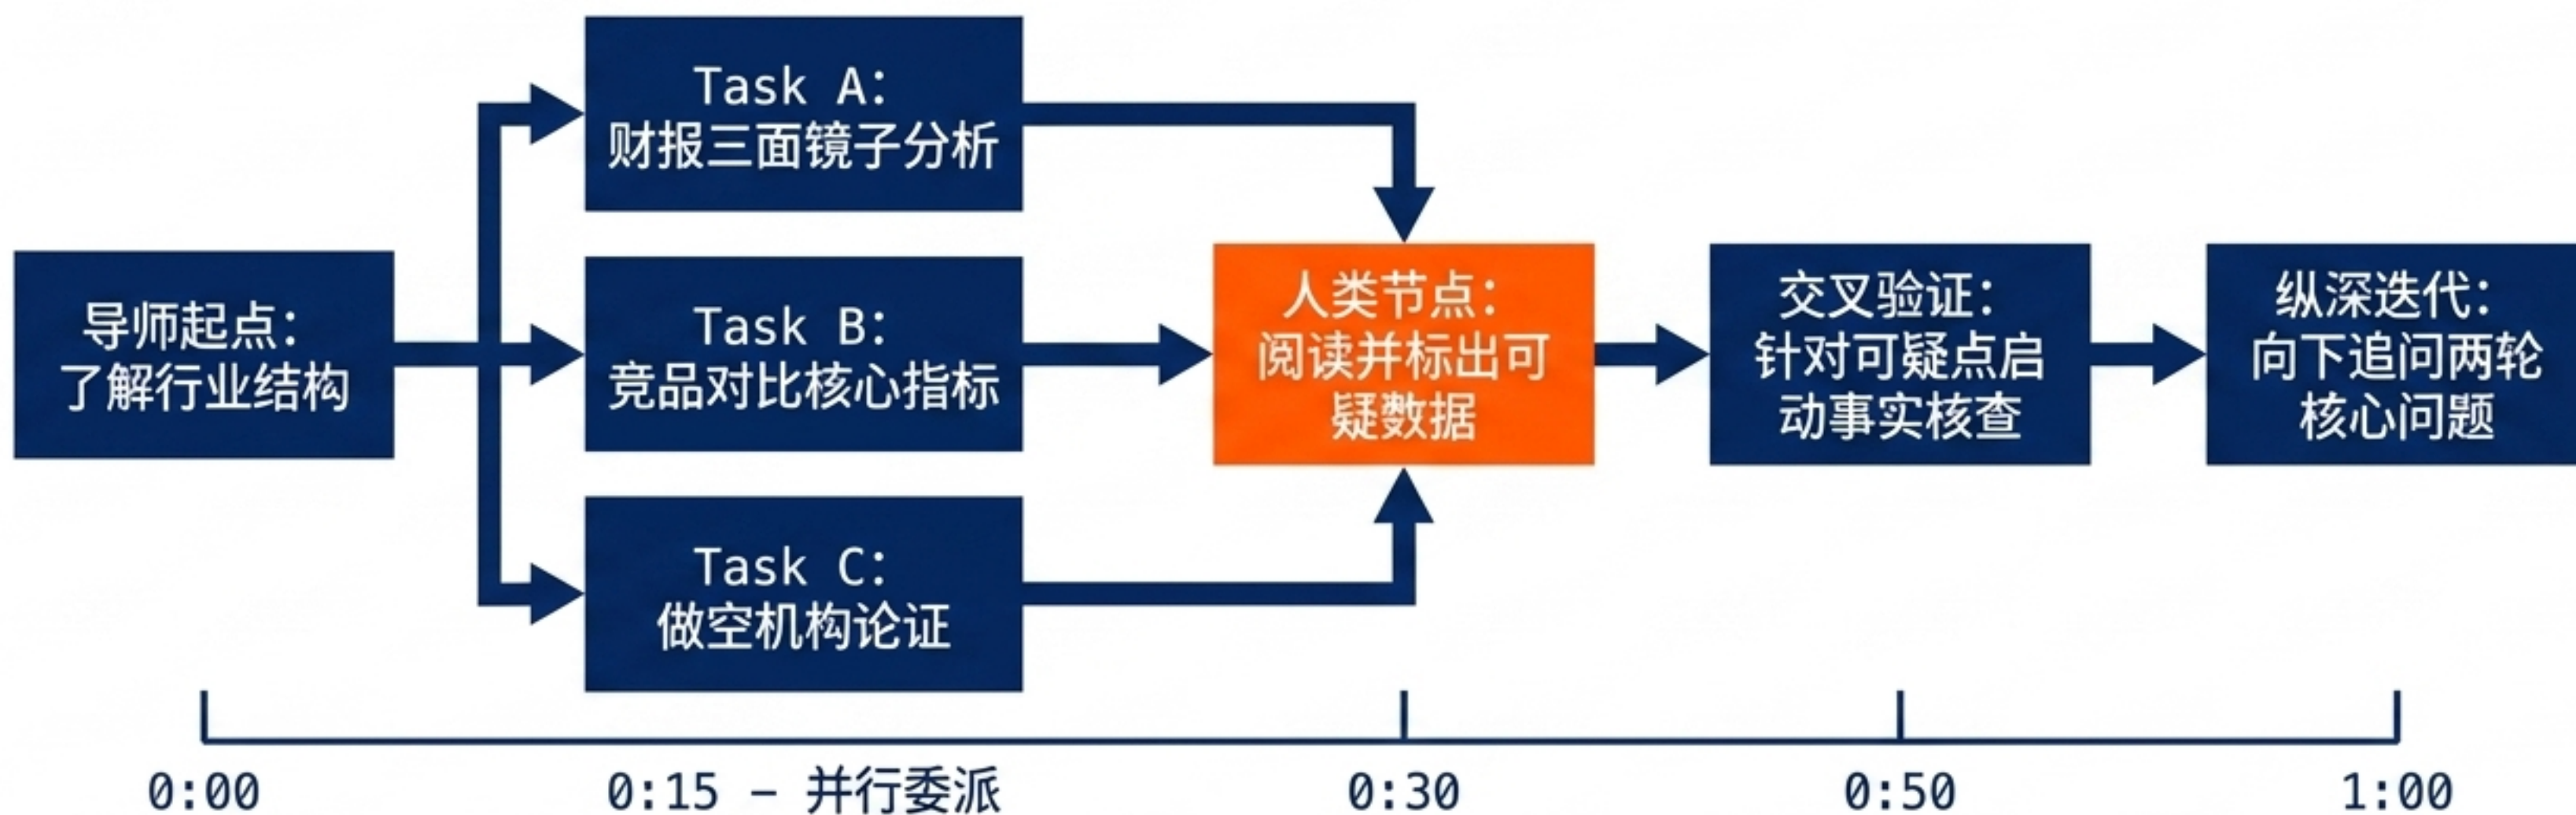 导师起点：
了解行业结构
Task A:
财报三面镜子分析
Task B:
竞品对比核心指标
Task C:
做空机构论证
人类节点：
阅读并标出可
疑数据
交叉验证：
针对可疑点启
动事实核查
纵深迭代：
向下追问两轮
核心问题
0:00
0:15 – 并行委派
0:30
0:50
1:00